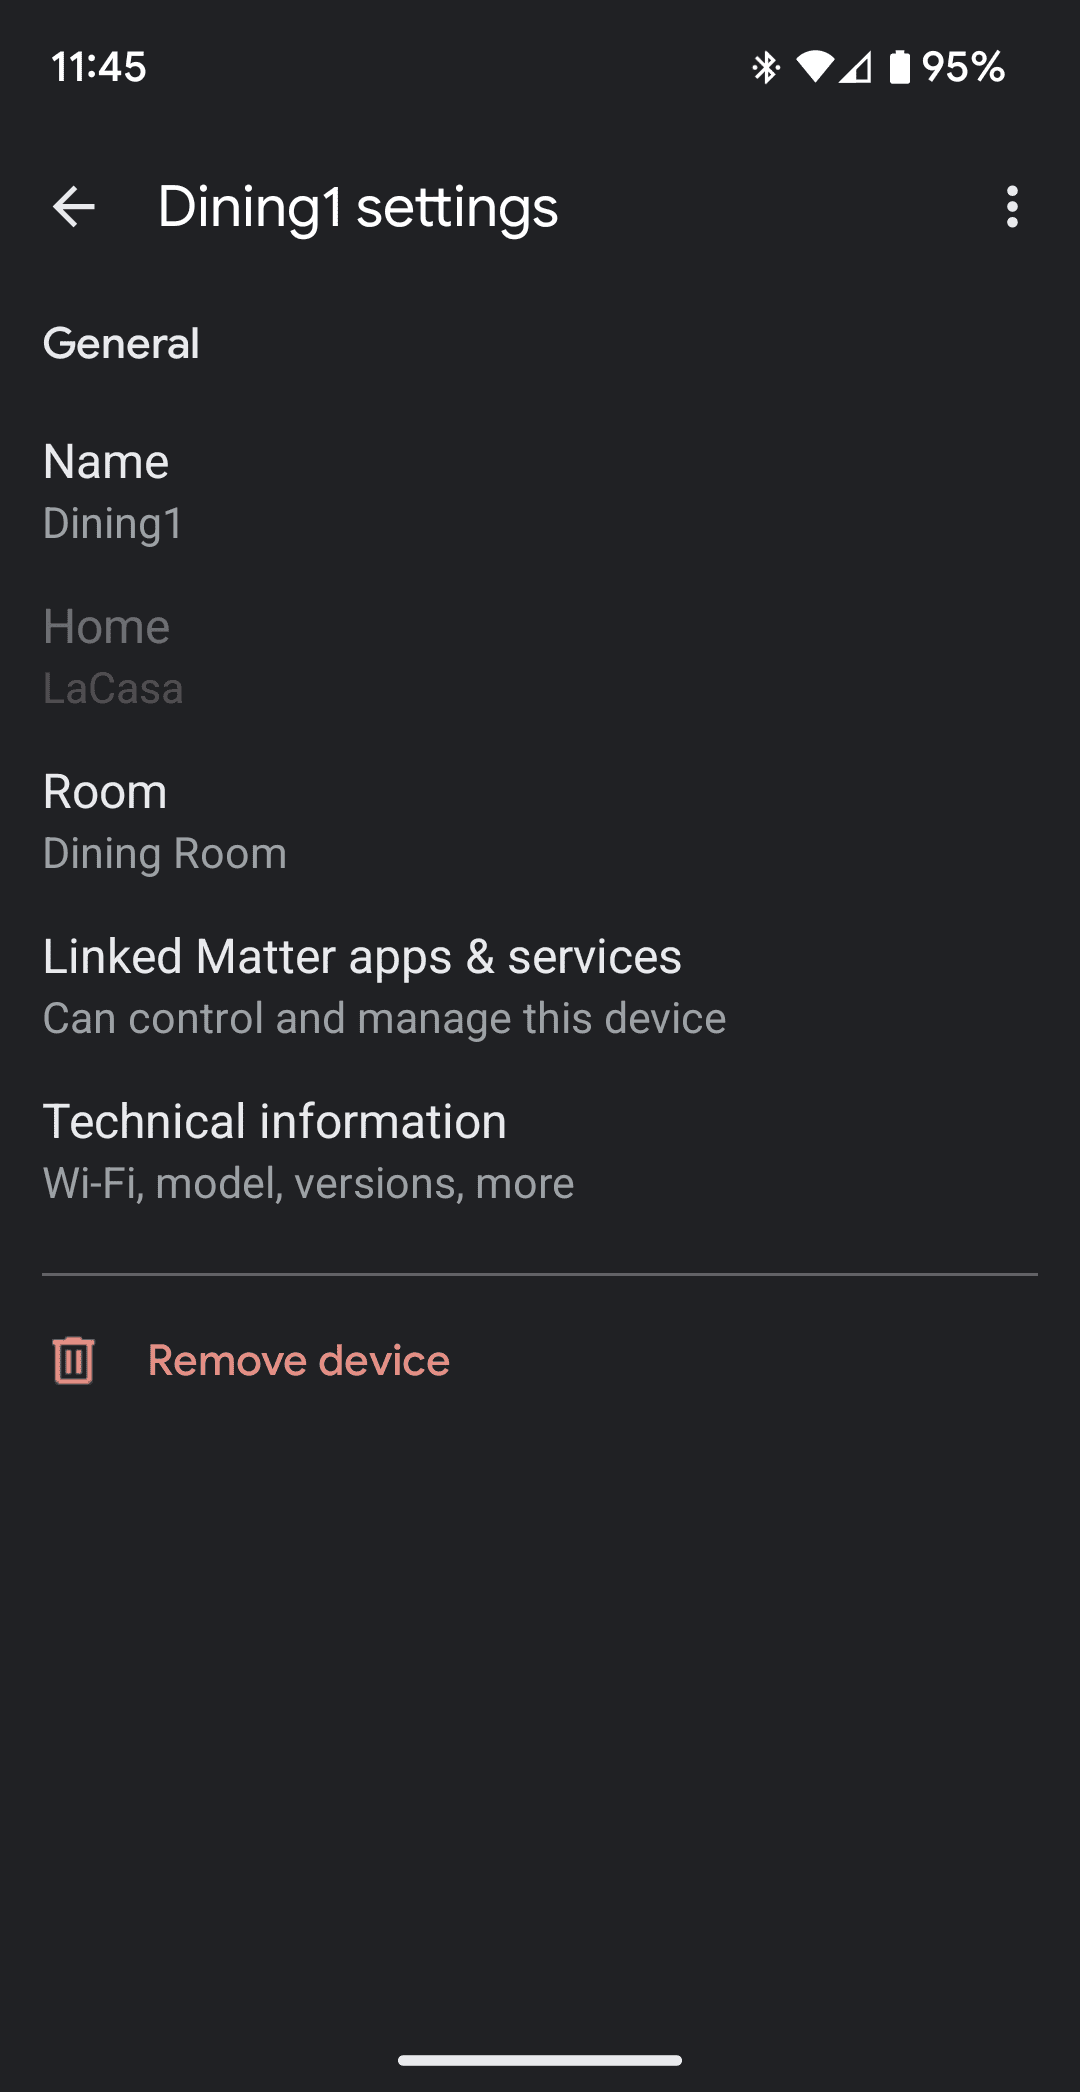 11:45 95%
Dining1 settings
General
Name
Dining1
Home
LaCasa
Room
Dining Room
Linked Matter apps & services
Can control and manage this device
Technical information
Wi-Fi, model, versions, more
Remove device